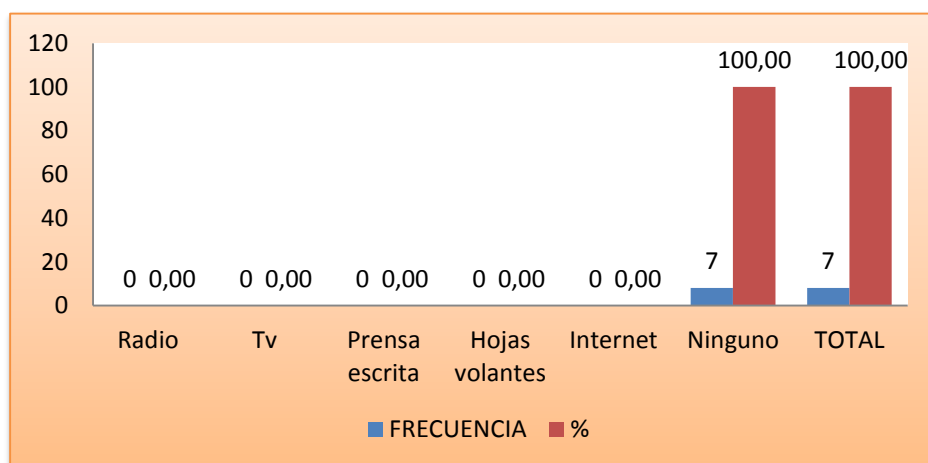 120
100,00 100,00
100
80
60
40
20
7 7
0 0,00 0 0,00 0 0,00 0 0,00 0 0,00
0
Radio Tv Prensa Hojas Internet Ninguno TOTAL
escrita volantes
FRECUENCIA %